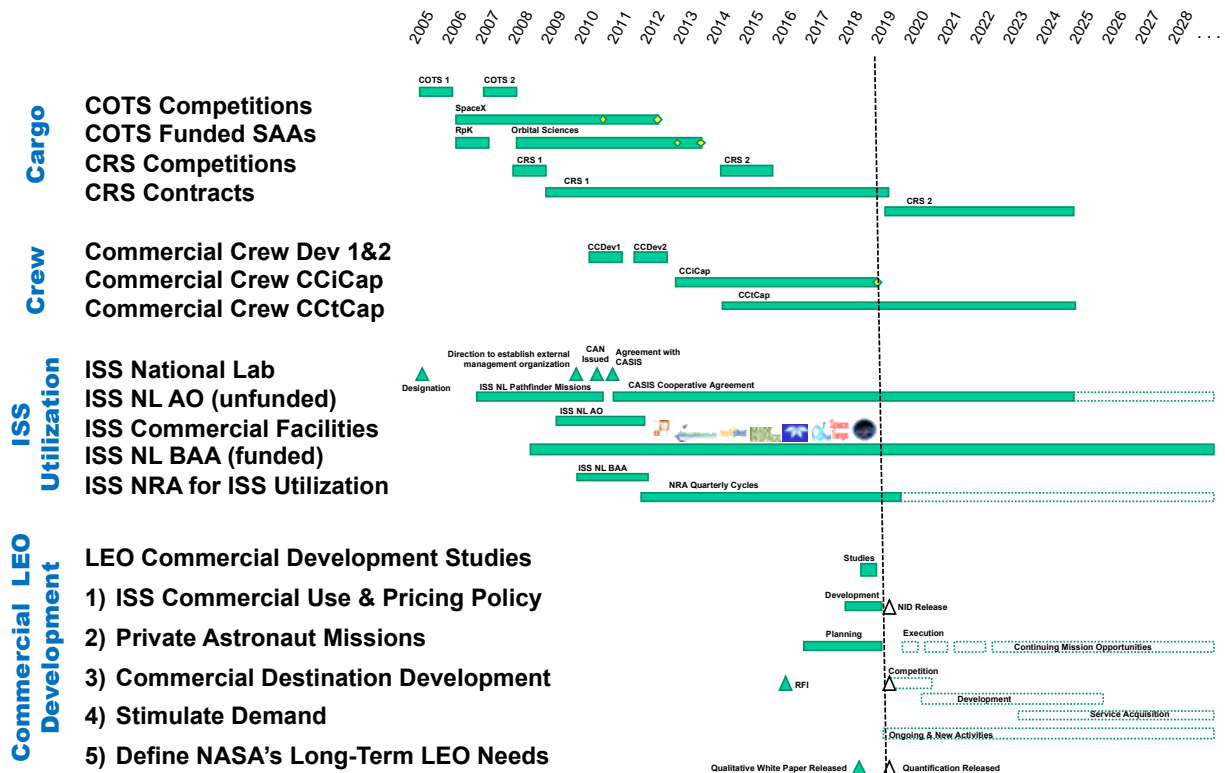 2005 2006 2007 2008 2009 2010 2011 2012 2013 2014 2015 2016 2017 2018 2019 2020 2021 2022 2023 2024 2025 2026 2027 2028 . . .
Cargo
COTS 1 COTS 2
COTS Competitions
SpaceX
COTS Funded SAAs
RpK Orbital Sciences
CRS Competitions
CRS 1 CRS 2
CRS Contracts
CRS 1
CRS 2
Crew
Commercial Crew Dev 1&2
CCDev1 CCDev2
Commercial Crew CCiCap
CCiCap
Commercial Crew CCtCap
CCtCap
ISS
Utilization
ISS National Lab
Designation
Direction to establish external
management organization
CAN
Issued
Agreement with
CASIS
ISS NL AO (unfunded)
ISS NL Pathfinder Missions
CASIS Cooperative Agreement
ISS Commercial Facilities
ISS NL AO
Space
Tango
ISS NL BAA (funded)
ISS NL BAA
ISS NRA for ISS Utilization
NRA Quarterly Cycles
Commercial LEO
Development
LEO Commercial Development Studies
Studies
1) ISS Commercial Use & Pricing Policy
Development
NID Release
2) Private Astronaut Missions
Planning
Execution
Continuing Mission Opportunities
3) Commercial Destination Development
RFI
Competition
Development
4) Stimulate Demand
Service Acquisition
Ongoing & New Activities
5) Define NASA's Long-Term LEO Needs
Qualitative White Paper Released
Quantification Released